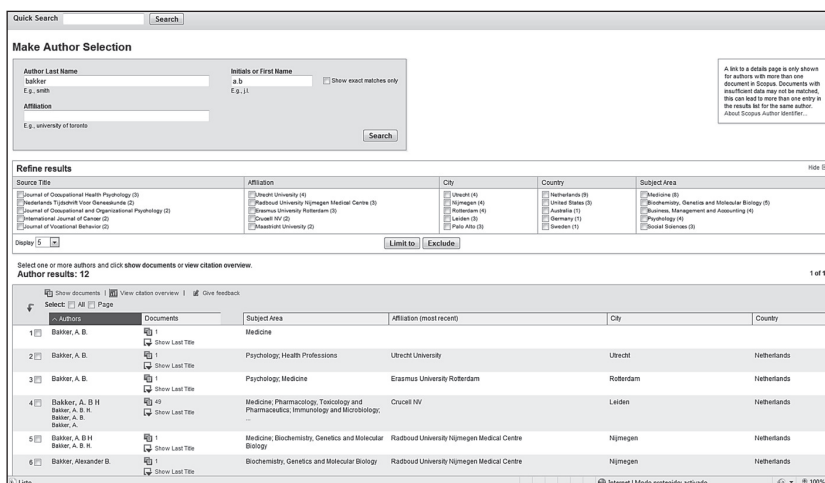 Quick Search Search
Make Author Selection
Author Last Name Initials or First Name
bakker a.b Show exact matches only
E.g., smith E.g., j.l.
Affiliation
E.g., university of toronto
Search
A link to a details page is only shown
for authors with more than one
document in Scopus. Documents with
insufficient data may not be matched,
this can lead to more than one entry in
the results list for the same author.
About Scopus Author Identifier...
Refine results Hide
Source Title Affiliation City Country Subject Area
Journal of Occupational Health Psychology (3) Utrecht University (4) Utrecht (4) Netherlands (9) Medicine (8)
Nederlands Tijdschrift Voor Geneeskunde (2) Radboud University Nijmegen Medical Centre (3) Nijmegen (4) United States (3) Biochemistry, Genetics and Molecular Biology (5)
Journal of Occupational and Organizational Psychology (2) Erasmus University Rotterdam (3) Rotterdam (4) Australia (1) Business, Management and Accounting (4)
International Journal of Cancer (2) Crucell NV (2) Leiden (3) Germany (1) Psychology (4)
Journal of Vocational Behavior (2) Maastricht University (2) Palo Alto (3) Sweden (1) Social Sciences (3)
Display 5 Limit to Exclude
Select one or more authors and click show documents or view citation overview.
Author results: 12 1 of 1
Show documents | View citation overview | Give feedback
Select: All Page
Authors Documents Subject Area Affiliation (most recent) City Country
1 Bakker, A. B. 1 Medicine
Show Last Title
2 Bakker, A. B. 1 Psychology; Health Professions Utrecht University Utrecht Netherlands
Show Last Title
3 Bakker, A. B. 1 Psychology; Medicine Erasmus University Rotterdam Rotterdam Netherlands
Show Last Title
4 Bakker, A. B H 49 Medicine; Pharmacology, Toxicology and Crucell NV Leiden Netherlands
Bakker, A. B. H. Show Last Title Pharmaceutics; Immunology and Microbiology;
Bakker, A. B. ...
Bakker, A.
5 Bakker, A. B H 1 Medicine; Biochemistry, Genetics and Molecular Radboud University Nijmegen Medical Centre Nijmegen Netherlands
Bakker, A. B. H. Show Last Title Biology
6 Bakker, Alexander B. 1 Biochemistry, Genetics and Molecular Biology Radboud University Nijmegen Medical Centre Nijmegen Netherlands
Show Last Title
Listo Internet | Modo protegido: activado 100%